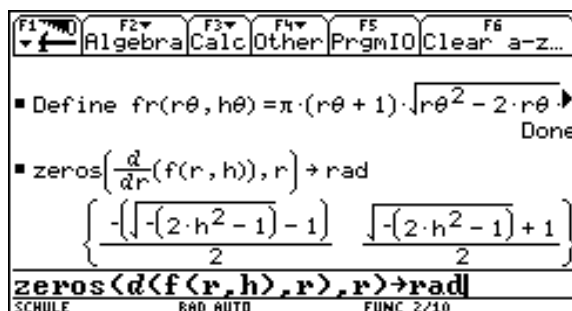 F1 F2 Algebra F3 Calc F4 Other F5 PrgmIO F6 Clear a-z…
▪ Define fr(rθ, hθ) = π·(rθ + 1)·√(rθ² − 2·rθ ▸
Done
▪ zeros(d/dr(f(r, h)), r) → rad
{-(√(-(2·h² − 1)) − 1)/2 √(-(2·h² − 1)) + 1/2}
zeros(d(f(r,h),r),r)→rad
SCHULE RAD AUTO FUNC 2/10